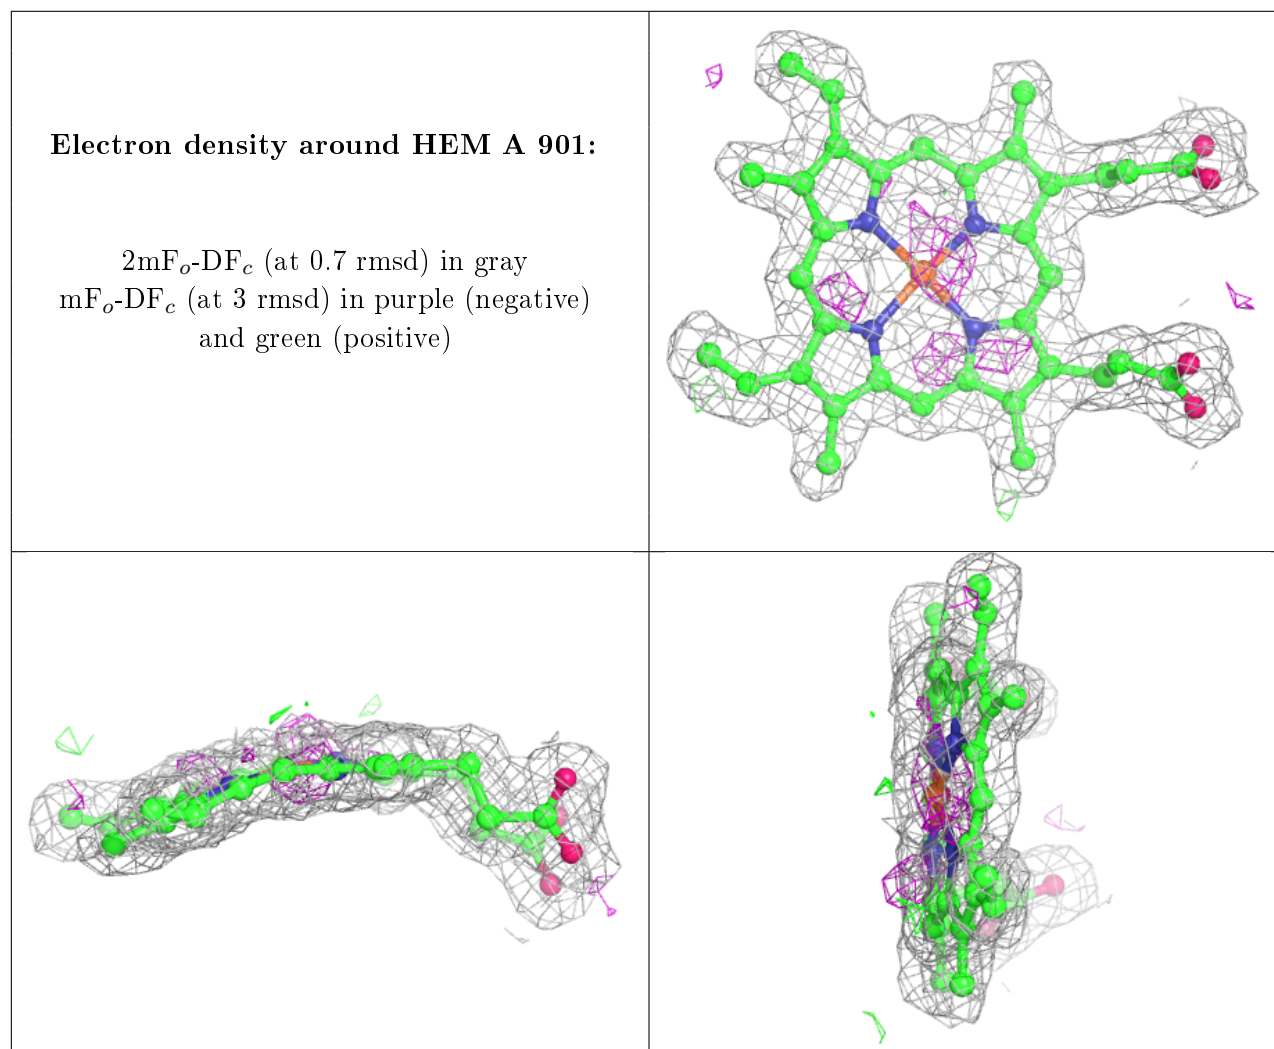 Electron density around HEM A 901:
2mFₒ-DF𝒸 (at 0.7 rmsd) in gray
mFₒ-DF𝒸 (at 3 rmsd) in purple (negative)
and green (positive)